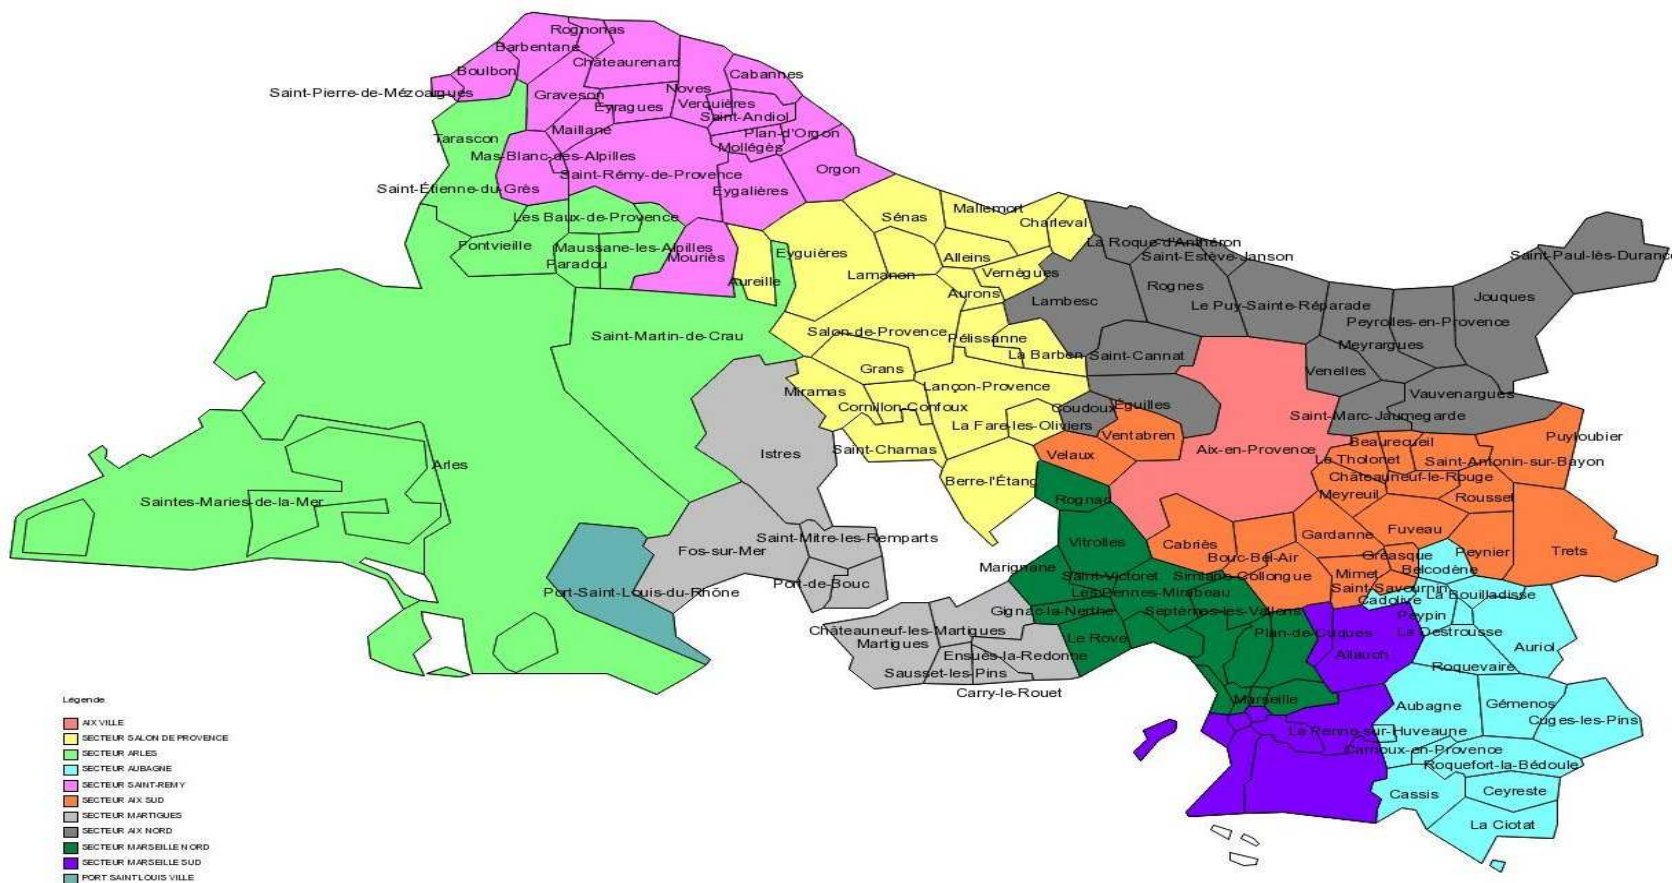 Rognonas
Barbentane
Châteaurenard
Boulbon
Cabannes
Saint-Pierre-de-Mézoargues
Graveson
Noves
Eyragues
Verquières
Saint-Andiol
Maillane
Plan-d'Orgon
Tarascon
Mollégès
Mas-Blanc-des-Alpilles
Saint-Rémy-de-Provence
Orgon
Saint-Étienne-du-Grès
Eygalières
Les Baux-de-Provence
Sénas
Mallemort
Charleval
Fontvieille
Maussane-les-Alpilles
Mouriès
Paradou
Eyguières
Alleins
La Roque-d'Anthéron
Saint-Estève-Janson
Saint-Paul-lès-Durance
Aureille
Lamanon
Vernègues
Aurons
Lambesc
Rognes
Le Puy-Sainte-Réparade
Jouques
Saint-Martin-de-Crau
Salon-de-Provence
Pélissanne
Peyrolles-en-Provence
Meyrargues
La Barben
Saint-Cannat
Grans
Venelles
Miramas
Lançon-Provence
Vauvenargues
Cornillon-Confoux
Coudoux
Éguilles
Saint-Marc-Jaumegarde
La Fare-les-Oliviers
Ventabren
Puyloubier
Beaurecueil
Istres
Saint-Chamas
Velaux
Aix-en-Provence
Le Tholonet
Saint-Antonin-sur-Bayon
Arles
Châteauneuf-le-Rouge
Berre-l'Étang
Saintes-Maries-de-la-Mer
Rognac
Meyreuil
Rousset
Fuveau
Gardanne
Saint-Mitre-les-Remparts
Fos-sur-Mer
Vitrolles
Cabriès
Bouc-Bel-Air
Gréasque
Peynier
Trets
Marignane
Saint-Victoret
Simiane-Collongue
Mimet
Belcodène
Port-de-Bouc
Port-Saint-Louis-du-Rhône
Les Pennes-Mirabeau
Saint-Savournin
Cadolive
La Bouilladisse
Gignac-la-Nerthe
Septèmes-les-Vallons
Peypin
Châteauneuf-les-Martigues
Martigues
Le Rove
Plan-de-Cuques
La Destrousse
Auriol
Ensuès-la-Redonne
Allauch
Roquevaire
Sausset-les-Pins
Carry-le-Rouet
Marseille
Aubagne
Gémenos
Cuges-les-Pins
La Penne-sur-Huveaune
Carnoux-en-Provence
Roquefort-la-Bédoule
Cassis
Ceyreste
La Ciotat
Légende
AIX VILLE
SECTEUR SALON DE PROVENCE
SECTEUR ARLES
SECTEUR AUBAGNE
SECTEUR SAINT-REMY
SECTEUR AIX SUD
SECTEUR MARTIGUES
SECTEUR AIX NORD
SECTEUR MARSEILLE NORD
SECTEUR MARSEILLE SUD
PORT SAINT LOUIS VILLE